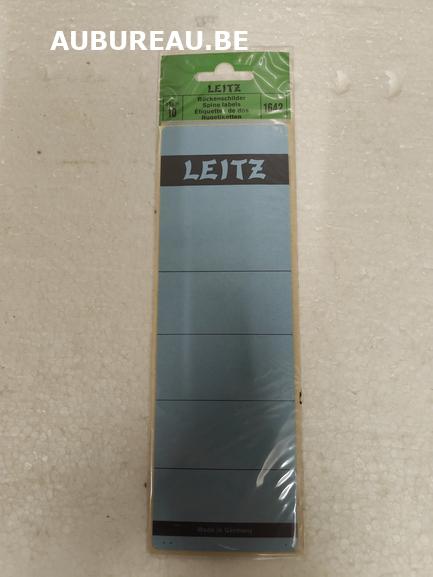 AUBUREAU.BE
LEITZ
Rückenschilder
Spine labels
Etiquettes de dos
Rugetiketten
10
1642
LEITZ
Made in Germany